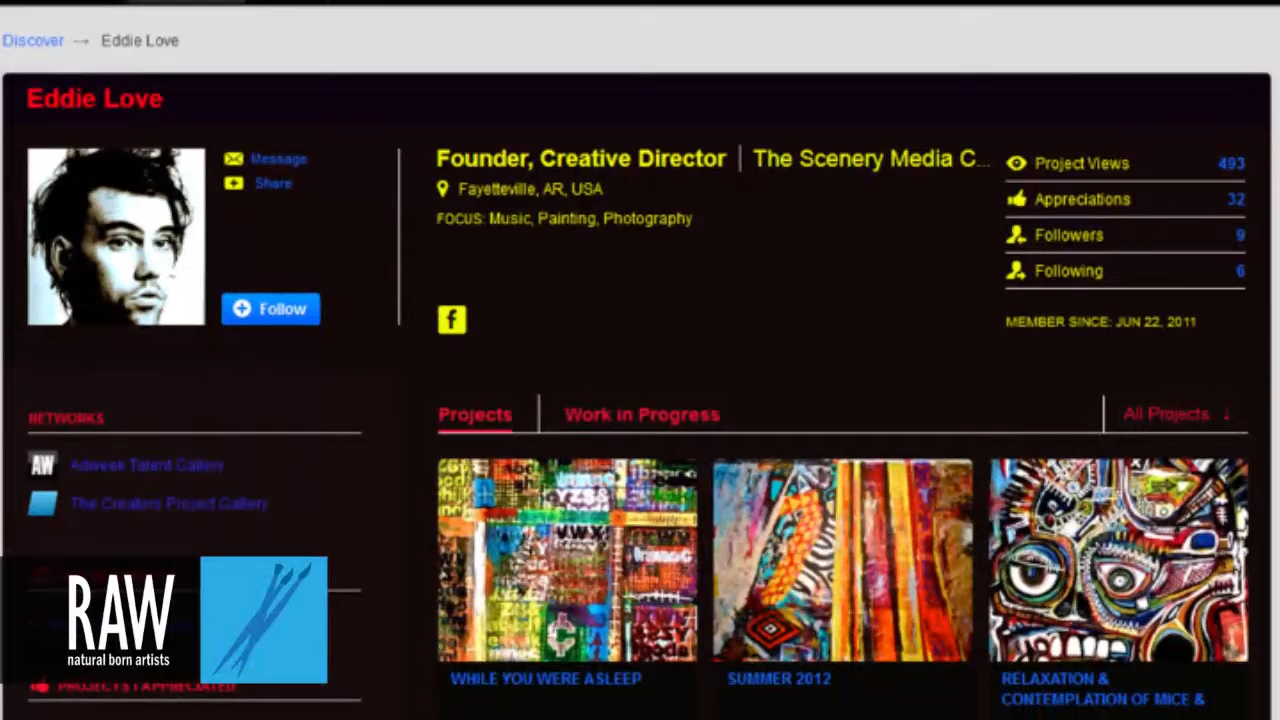 Discover → Eddie Love
Eddie Love
Message
Share
Follow
Founder, Creative Director | The Scenery Media C...
Fayetteville, AR, USA
FOCUS: Music, Painting, Photography
f
Project Views 493
Appreciations 32
Followers 9
Following 6
MEMBER SINCE: JUN 22, 2011
NETWORKS
AW Adweek Talent Gallery
The Creators Project Gallery
RAW
natural born artists
PROJECTS I APPRECIATED
Projects
Work in Progress
All Projects ↓
WHILE YOU WERE ASLEEP
SUMMER 2012
RELAXATION &
CONTEMPLATION OF MICE &